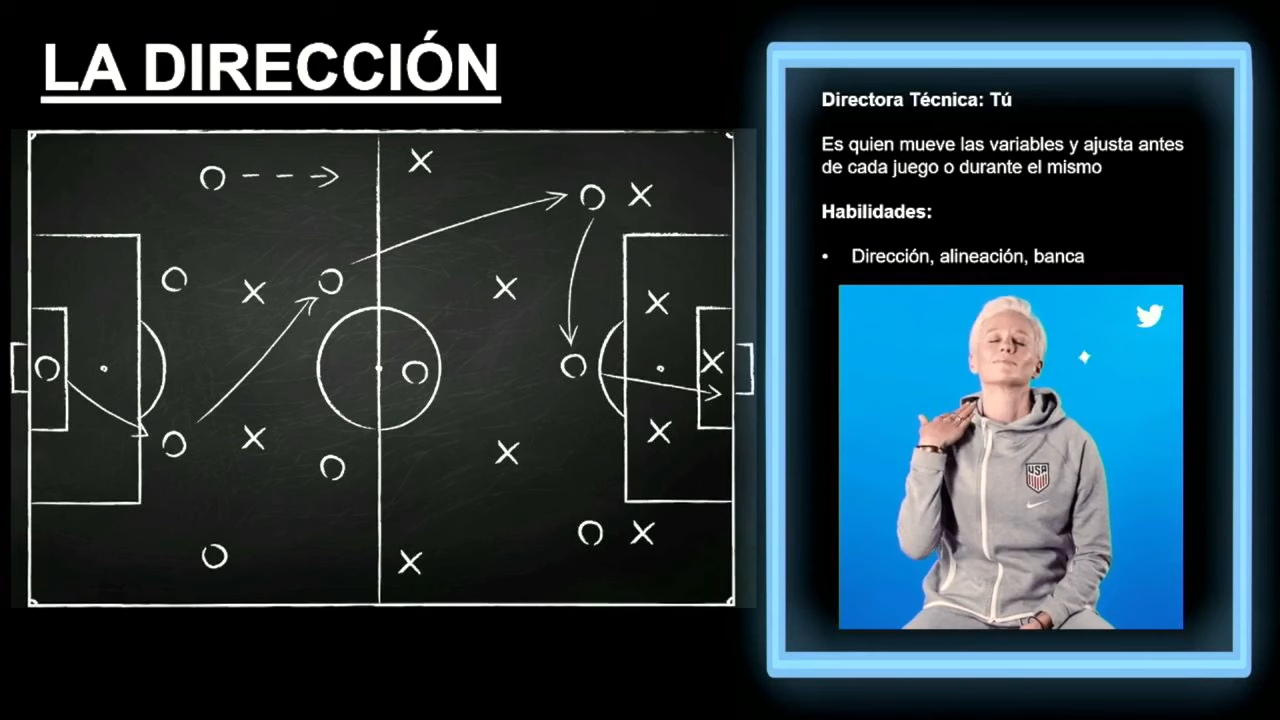 LA DIRECCIÓN
Directora Técnica: Tú
Es quien mueve las variables y ajusta antes
de cada juego o durante el mismo
Habilidades:
• Dirección, alineación, banca
USA